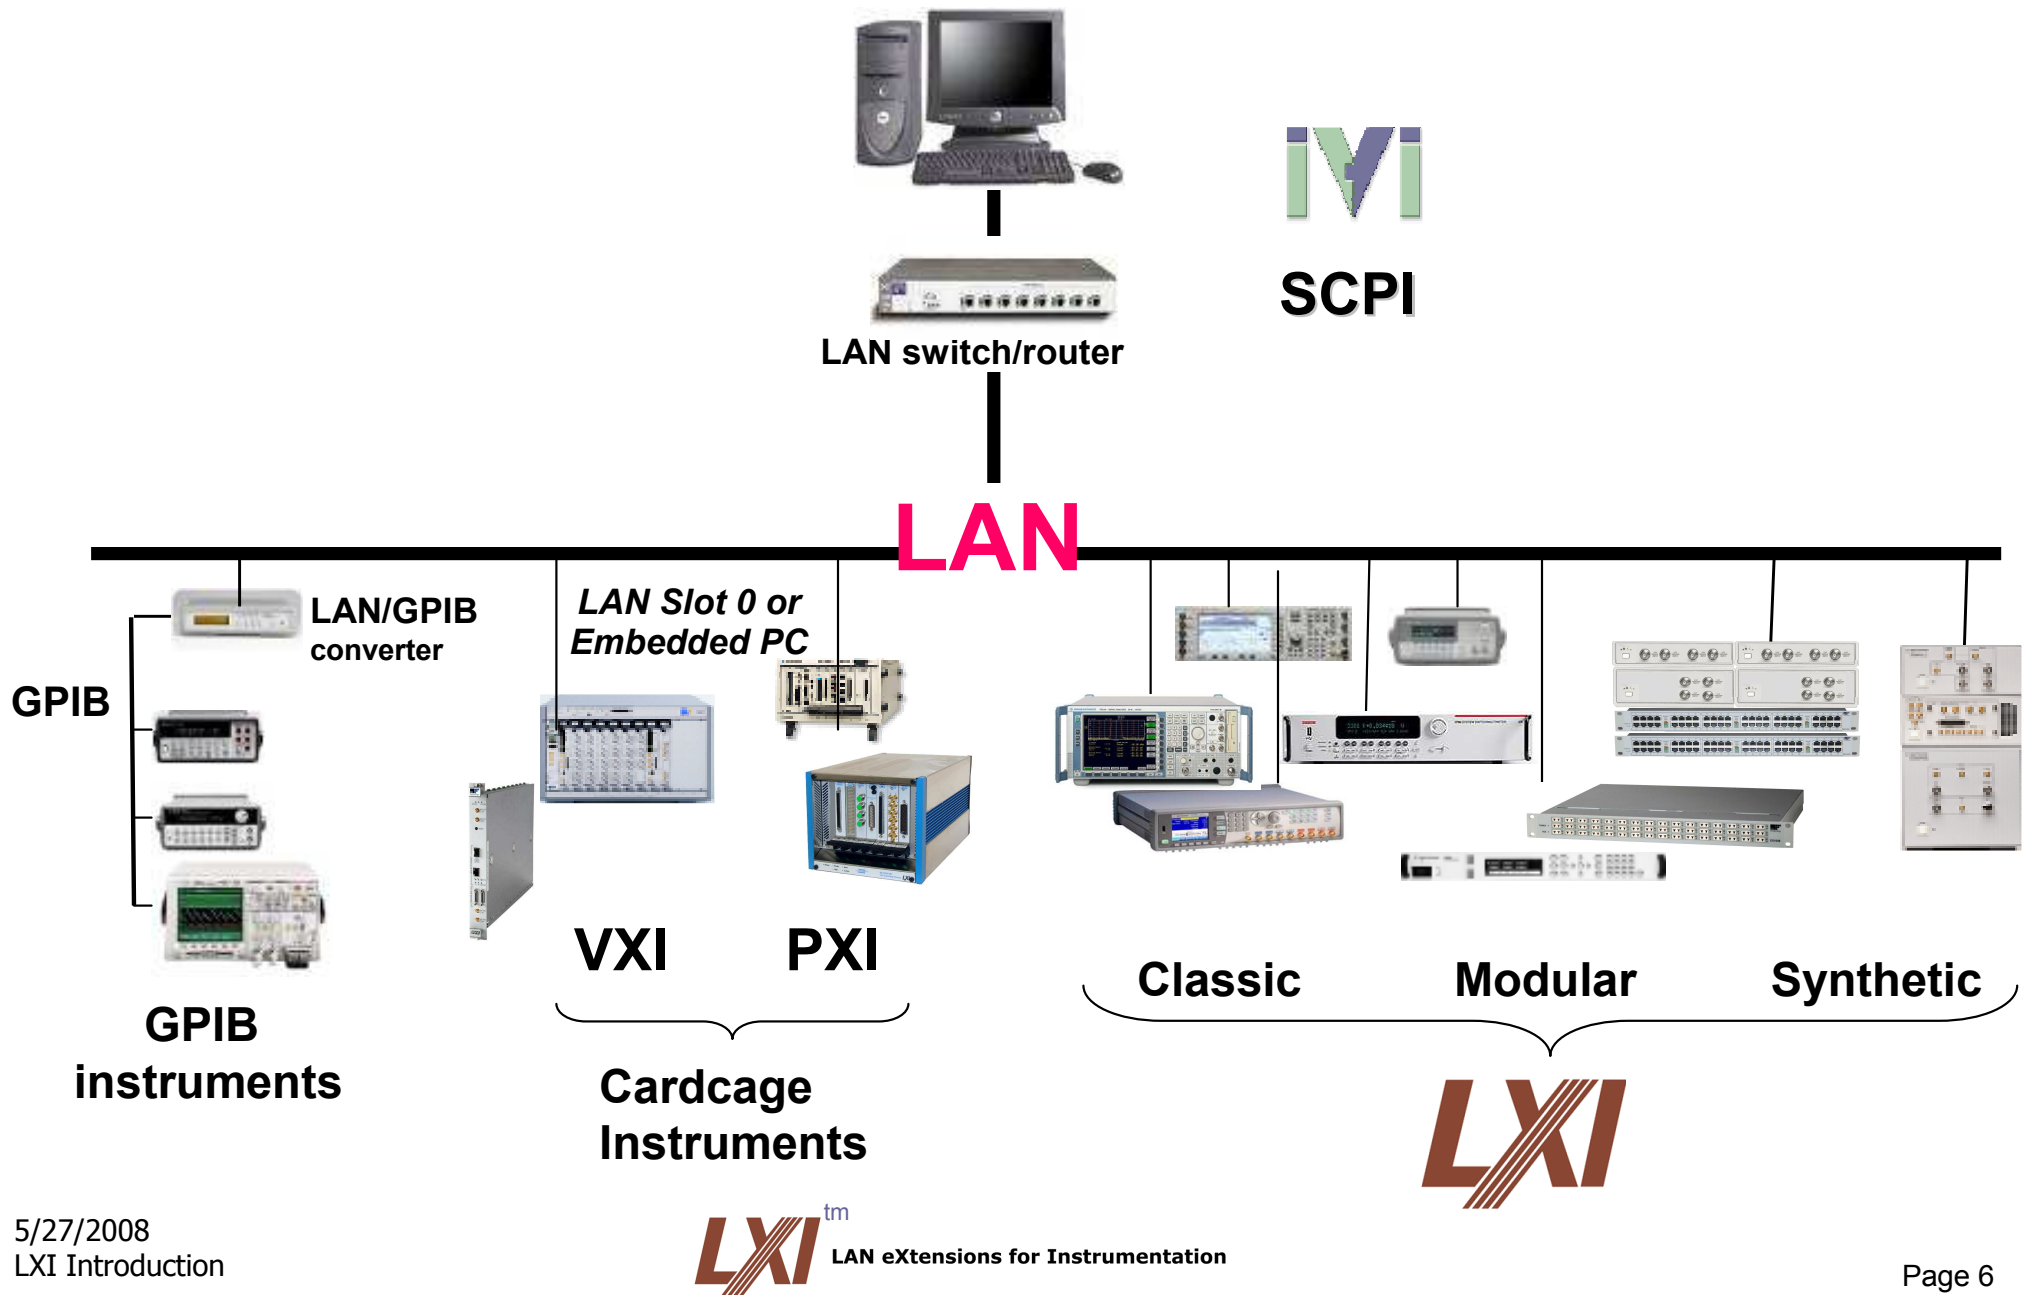 iVi
SCPI
LAN switch/router
LAN
LAN/GPIB
converter
LAN Slot 0 or
Embedded PC
GPIB
VXI
PXI
Classic
Modular
Synthetic
GPIB
instruments
Cardcage
Instruments
LXI
5/27/2008
LXI Introduction
LXI tm
LAN eXtensions for Instrumentation
Page 6